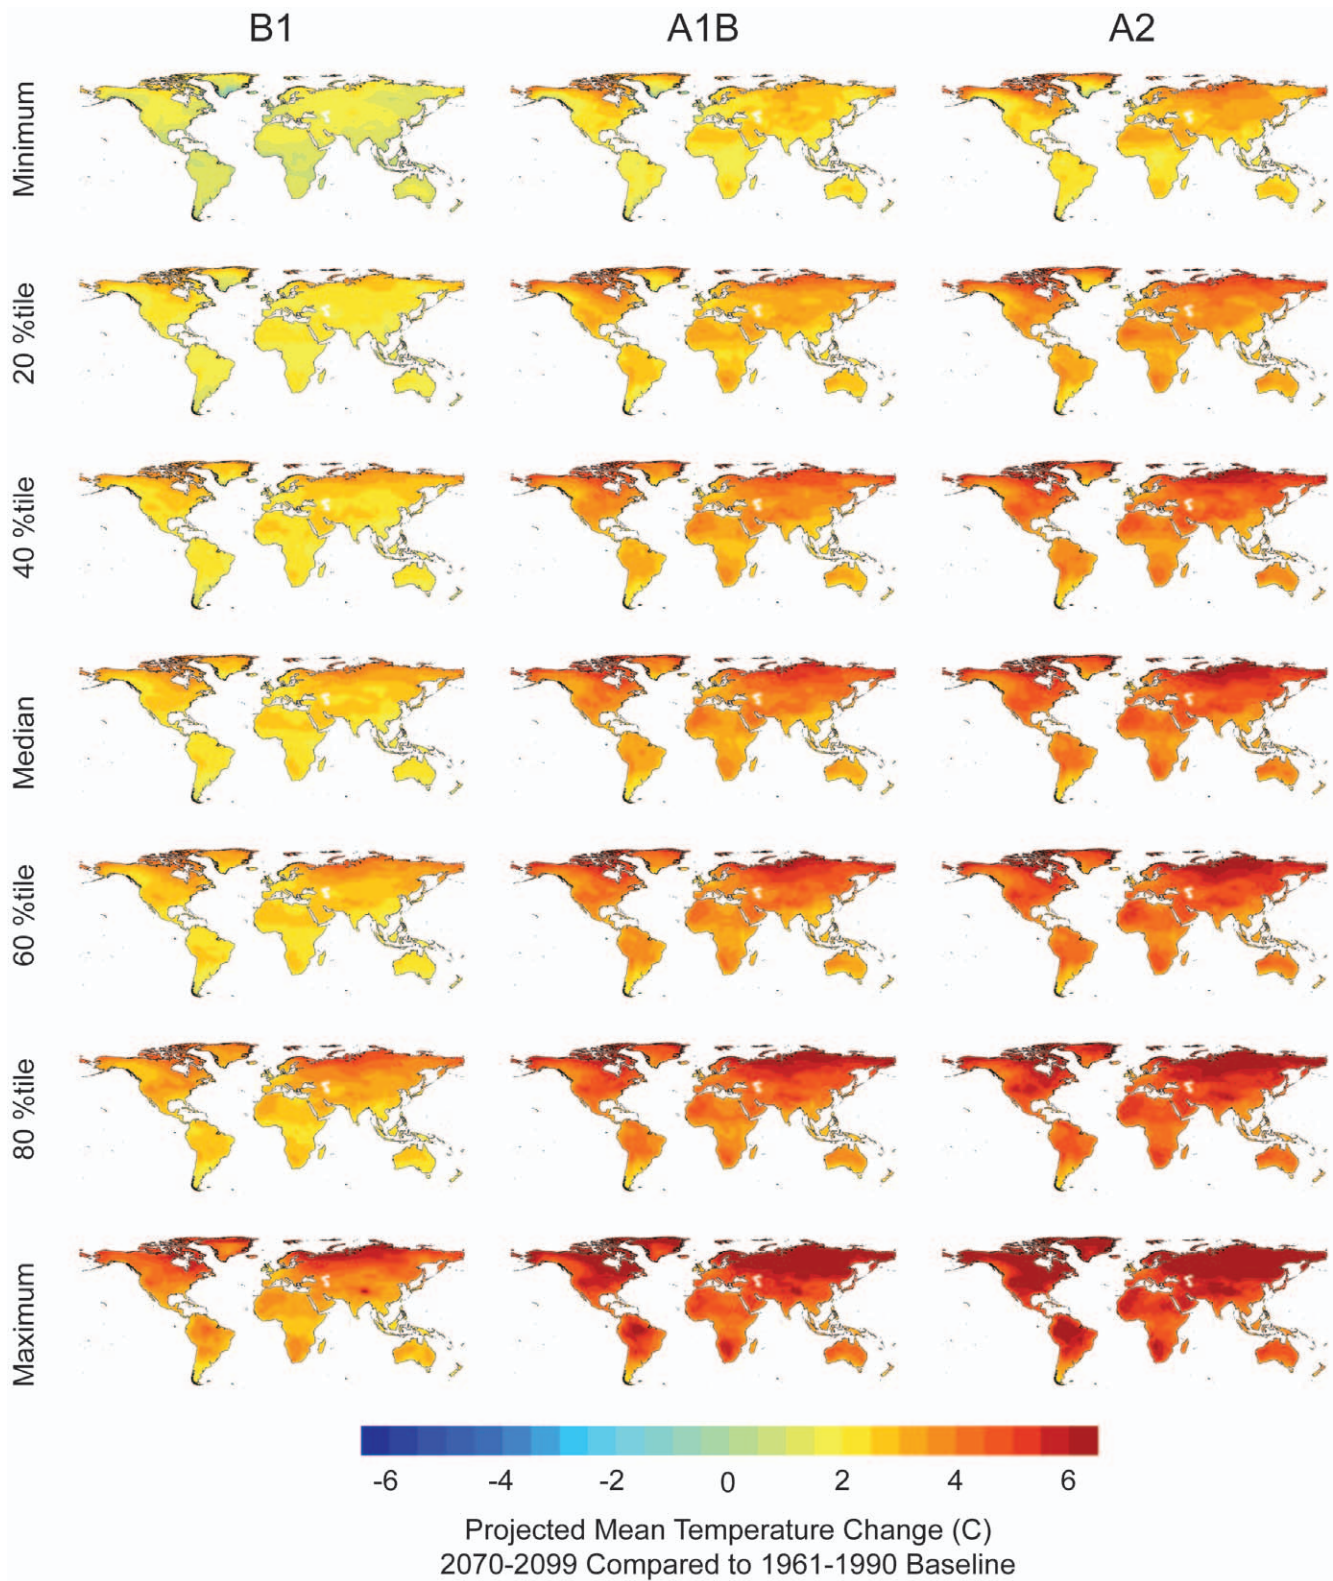 B1 A1B A2
Minimum
20 %tile
40 %tile
Median
60 %tile
80 %tile
Maximum
-6 -4 -2 0 2 4 6
Projected Mean Temperature Change (C)
2070-2099 Compared to 1961-1990 Baseline